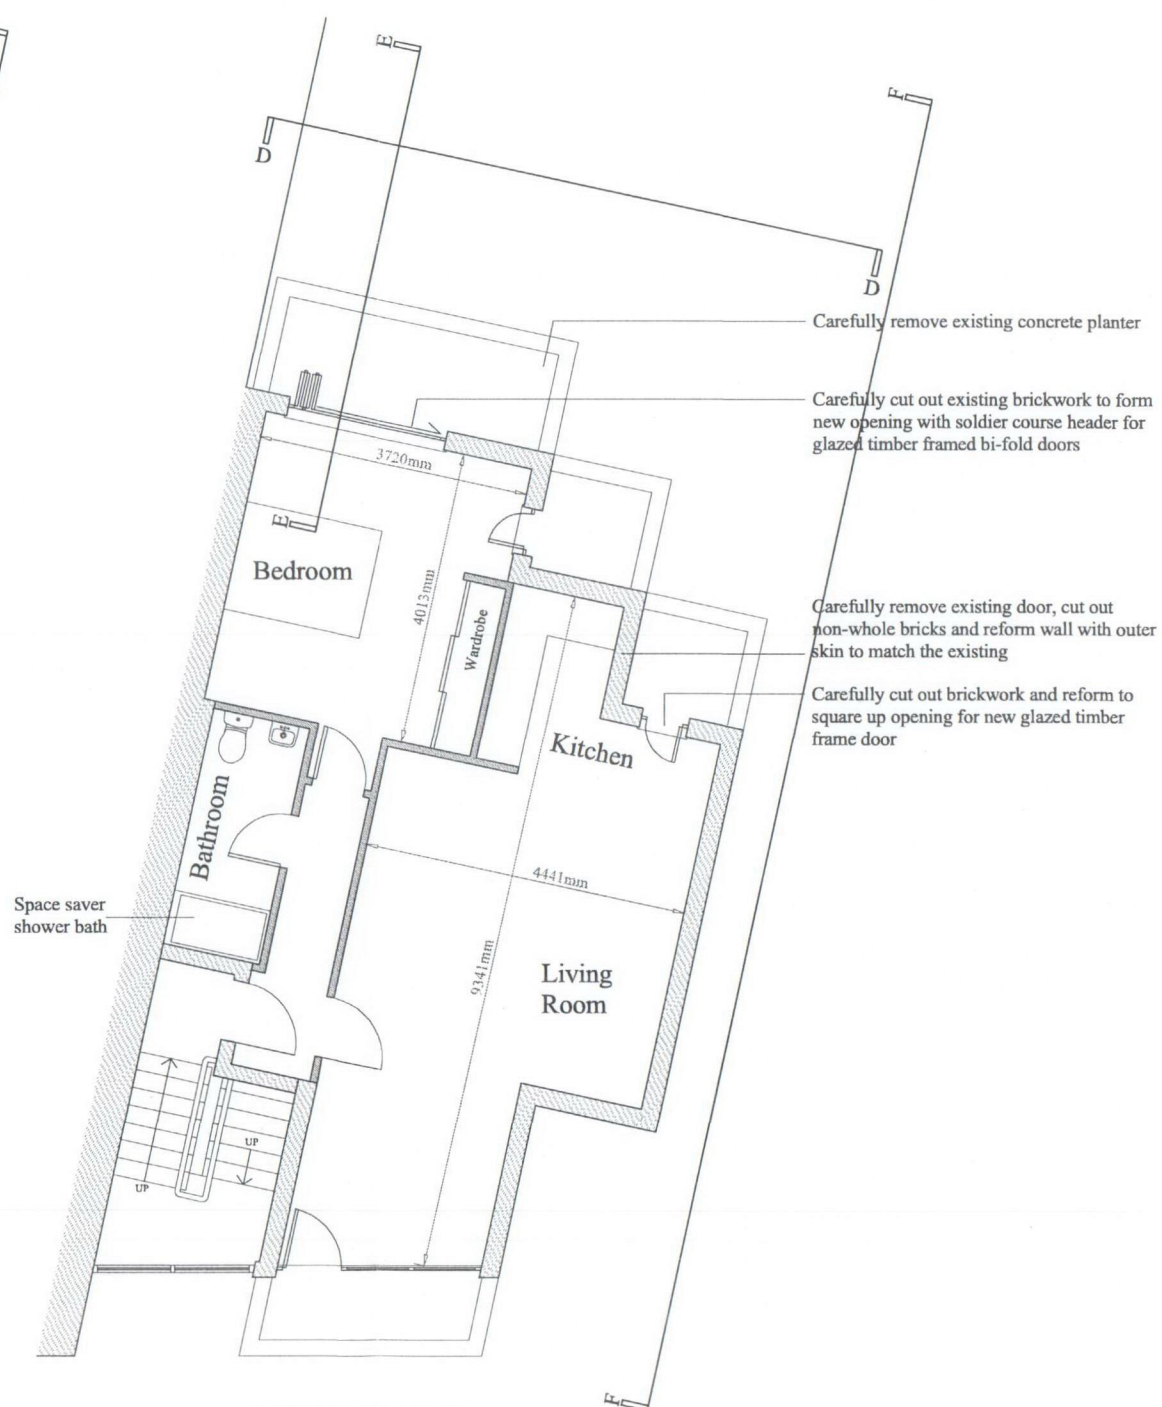 E
F
D
D
Carefully remove existing concrete planter
Carefully cut out existing brickwork to form
new opening with soldier course header for
glazed timber framed bi-fold doors
3720mm
E
Bedroom
4013mm
Wardrobe
Carefully remove existing door, cut out
non-whole bricks and reform wall with outer
skin to match the existing
Carefully cut out brickwork and reform to
square up opening for new glazed timber
frame door
Kitchen
Bathroom
4441mm
Space saver
shower bath
9341mm
Living
Room
UP
UP
F